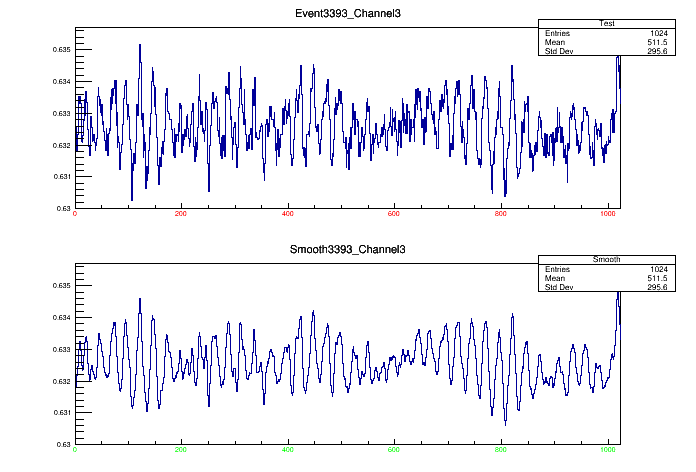 Event3393_Channel3
Test
Entries 1024
Mean 511.5
Std Dev 295.6
0.635
0.634
0.633
0.632
0.631
0.63
0 200 400 600 800 1000
Smooth3393_Channel3
Smooth
Entries 1024
Mean 511.5
Std Dev 295.6
0.635
0.634
0.633
0.632
0.631
0.63
0 200 400 600 800 1000